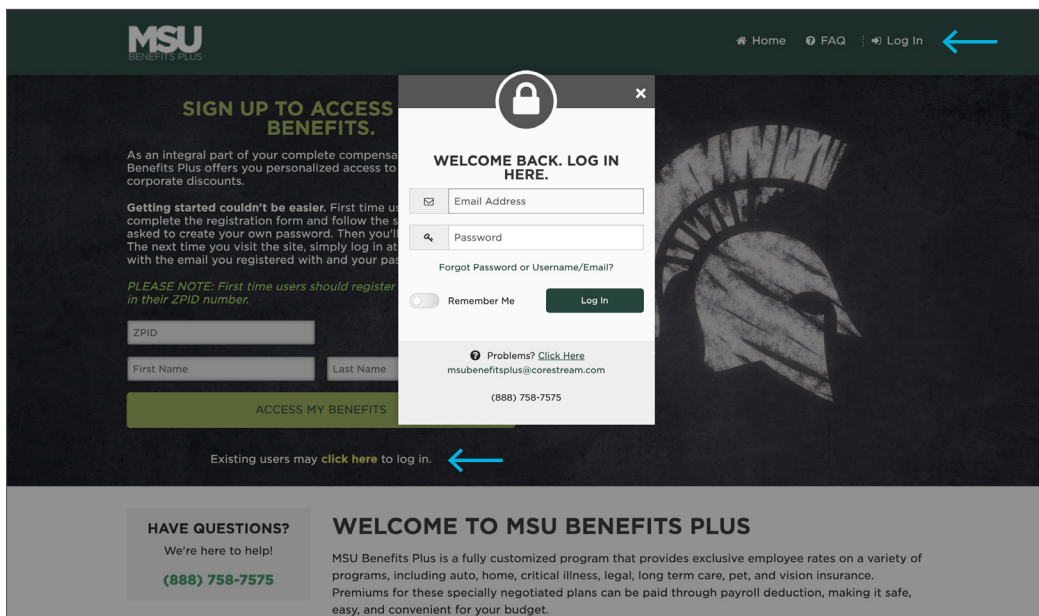 MSU
BENEFITS PLUS
Home
FAQ
Log In
SIGN UP TO ACCESS
BENEFITS.
As an integral part of your complete compensa
Benefits Plus offers you personalized access to
corporate discounts.
Getting started couldn't be easier. First time us
complete the registration form and follow the s
asked to create your own password. Then you'll
The next time you visit the site, simply log in at
with the email you registered with and your pas
PLEASE NOTE: First time users should register
in their ZPID number.
ZPID
First Name
Last Name
ACCESS MY BENEFITS
Existing users may click here to log in.
WELCOME BACK. LOG IN
HERE.
Email Address
Password
Forgot Password or Username/Email?
Remember Me
Log In
Problems? Click Here
msubenefitsplus@corestream.com
(888) 758-7575
HAVE QUESTIONS?
We're here to help!
(888) 758-7575
WELCOME TO MSU BENEFITS PLUS
MSU Benefits Plus is a fully customized program that provides exclusive employee rates on a variety of
programs, including auto, home, critical illness, legal, long term care, pet, and vision insurance.
Premiums for these specially negotiated plans can be paid through payroll deduction, making it safe,
easy, and convenient for your budget.